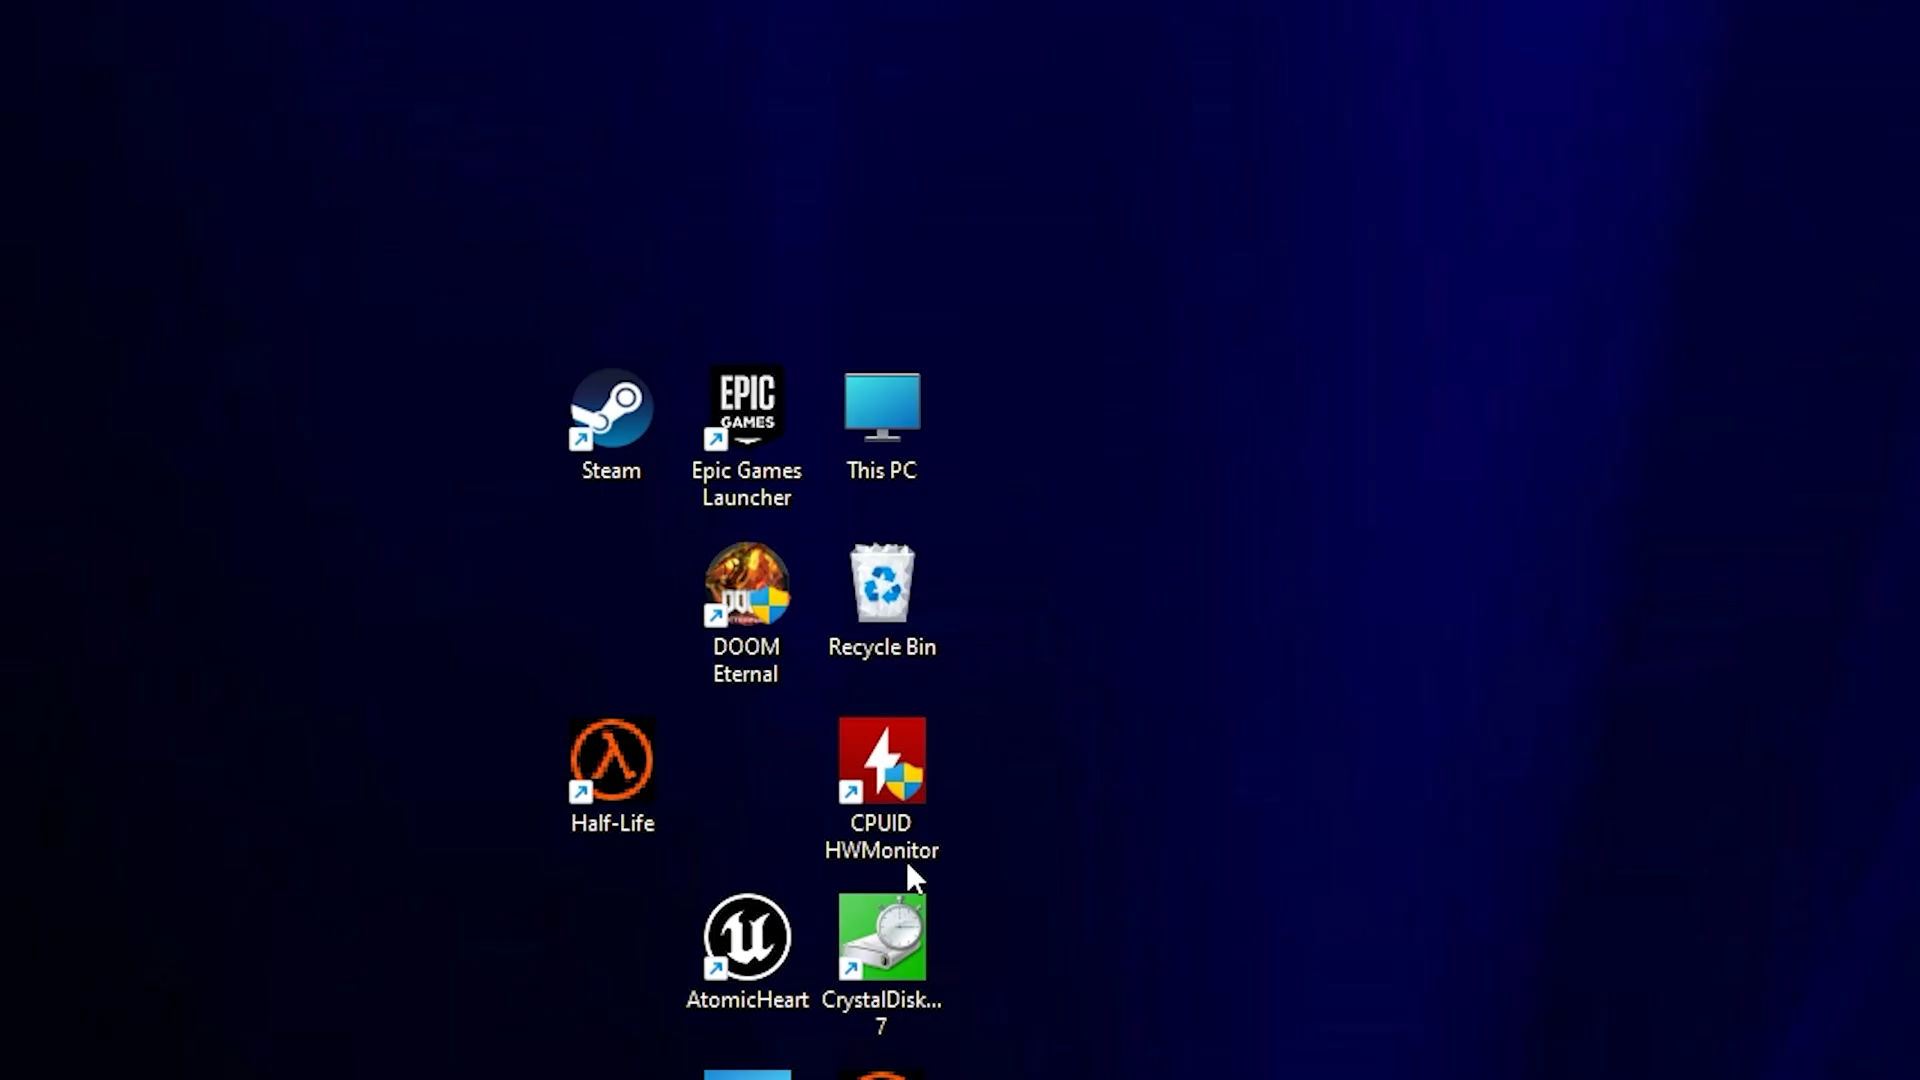 EPIC
GAMES
Steam
Epic Games
Launcher
This PC
DOOM
Eternal
Recycle Bin
Half-Life
CPUID
HWMonitor
AtomicHeart
CrystalDisk...
7